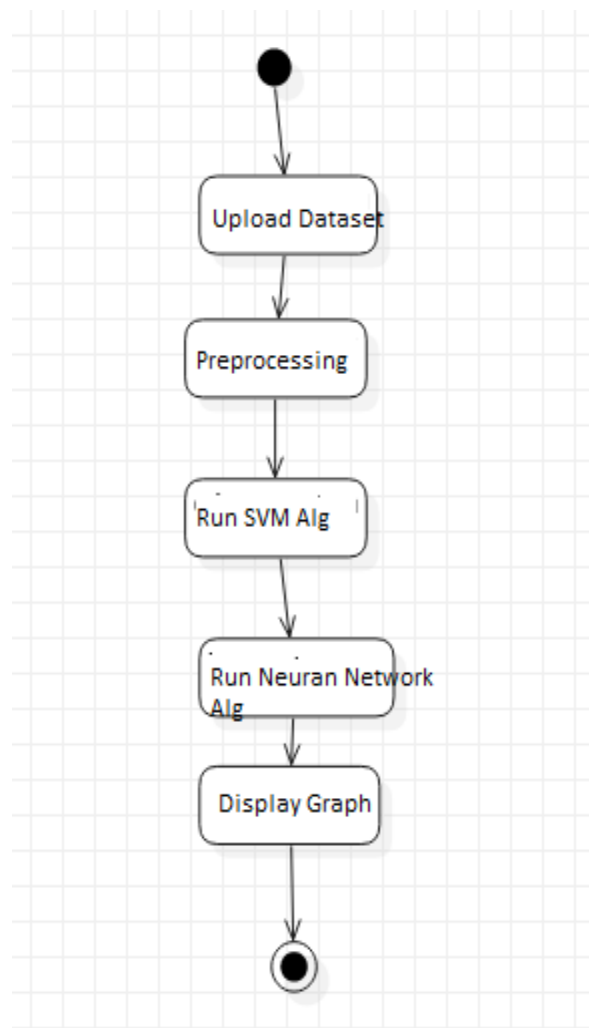 Upload Dataset
Preprocessing
Run SVM Alg
Run Neuran Network
Alg
Display Graph